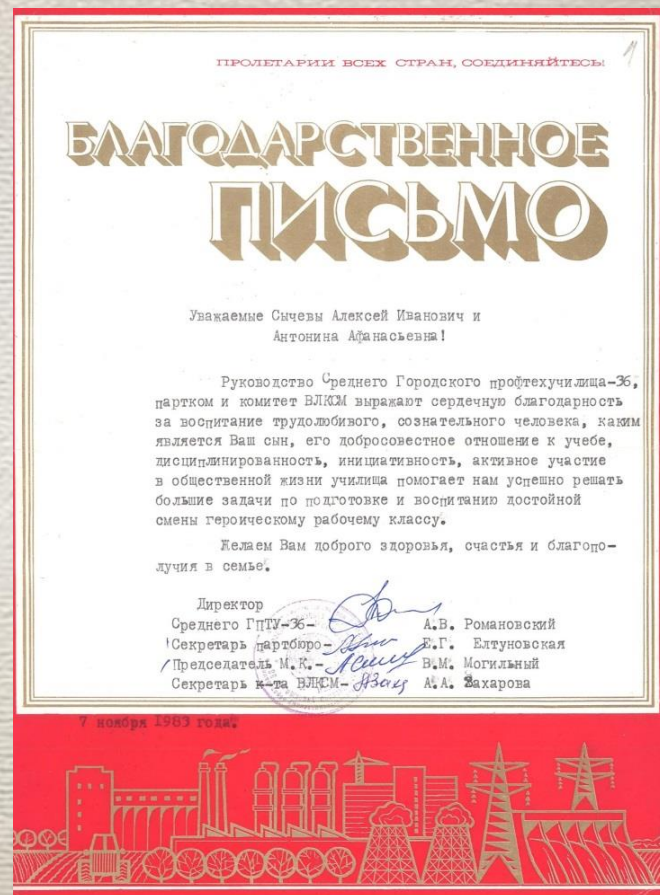 ПРОЛЕТАРИИ ВСЕХ СТРАН, СОЕДИНЯЙТЕСЬ!
БЛАГОДАРСТВЕННОЕ
ПИСЬМО
Уважаемые Сычевы Алексей Иванович и
Антонина Афанасьевна!
Руководство Среднего Городского профтехучилища-36,
партком и комитет ВЛКСМ выражают сердечную благодарность
за воспитание трудолюбивого, сознательного человека, каким
является Ваш сын, его добросовестное отношение к учебе,
дисциплинированность, инициативность, активное участие
в общественной жизни училища помогает нам успешно решать
большие задачи по подготовке и воспитанию достойной
смены героическому рабочему классу.
Желаем Вам доброго здоровья, счастья и благопо-
лучия в семье.
Директор
Среднего ГПТУ-36- А.В. Романовский
Секретарь партбюро- Е.Г. Елтуновская
Председатель М.К.- В.М. Могильный
Секретарь к-та ВЛКСМ- А.А. Захарова
7 ноября 1983 года.